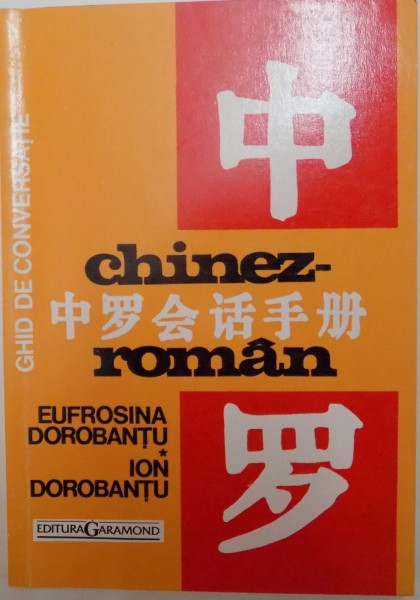 GHID DE CONVERSAȚIE
中
chinez-
中罗会话手册
român
罗
EUFROSINA
DOROBANȚU
*
ION
DOROBANȚU
EDITURA GARAMOND